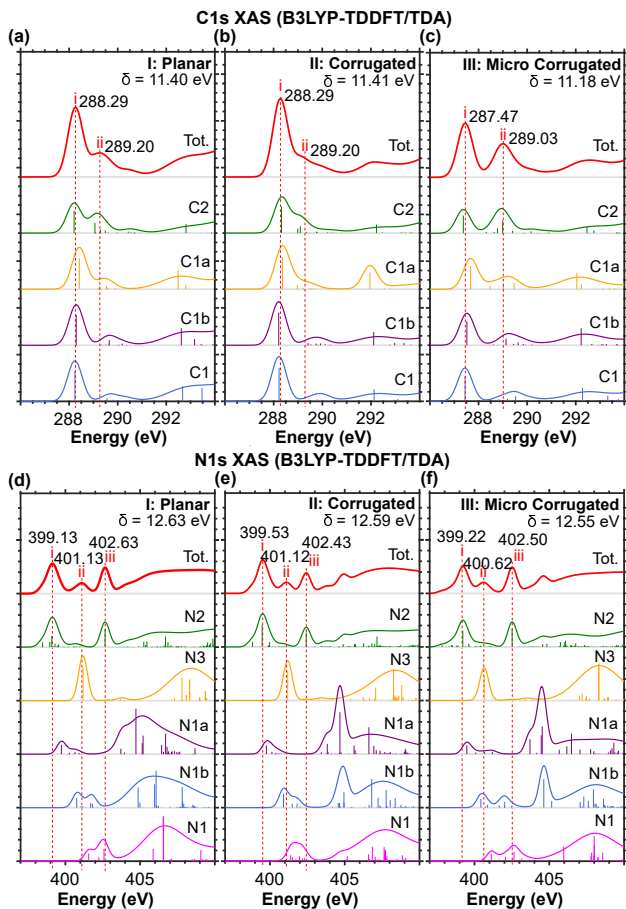 C1s XAS (B3LYP-TDDFT/TDA)
(a)
I: Planar
δ = 11.40 eV
i
288.29
ii
289.20
Tot.
C2
C1a
C1b
C1
288 290 292
Energy (eV)
(b)
II: Corrugated
δ = 11.41 eV
i
288.29
ii
289.20
Tot.
C2
C1a
C1b
C1
288 290 292
Energy (eV)
(c)
III: Micro Corrugated
δ = 11.18 eV
i
287.47
ii
289.03
Tot.
C2
C1a
C1b
C1
288 290 292
Energy (eV)
N1s XAS (B3LYP-TDDFT/TDA)
(d)
I: Planar
δ = 12.63 eV
399.13
i
401.13
ii
402.63
iii
Tot.
N2
N3
N1a
N1b
N1
400 405
Energy (eV)
(e)
II: Corrugated
δ = 12.59 eV
399.53
i
401.12
ii
402.43
iii
Tot.
N2
N3
N1a
N1b
N1
400 405
Energy (eV)
(f)
III: Micro Corrugated
δ = 12.55 eV
399.22
i
400.62
ii
402.50
iii
Tot.
N2
N3
N1a
N1b
N1
400 405
Energy (eV)